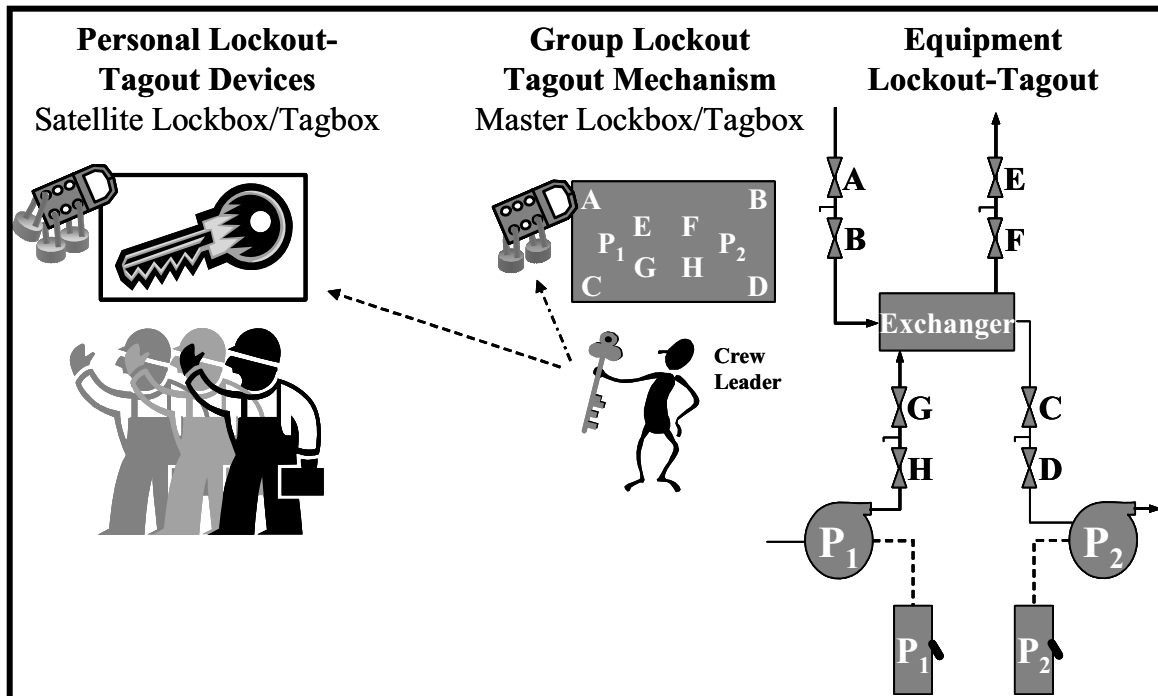 Personal Lockout-
Tagout Devices
Satellite Lockbox/Tagbox
Group Lockout
Tagout Mechanism
Master Lockbox/Tagbox
A B
E F
P1 P2
G H
C D
Crew
Leader
Equipment
Lockout-Tagout
A E
B F
Exchanger
G C
H D
P1 P2
P1 P2